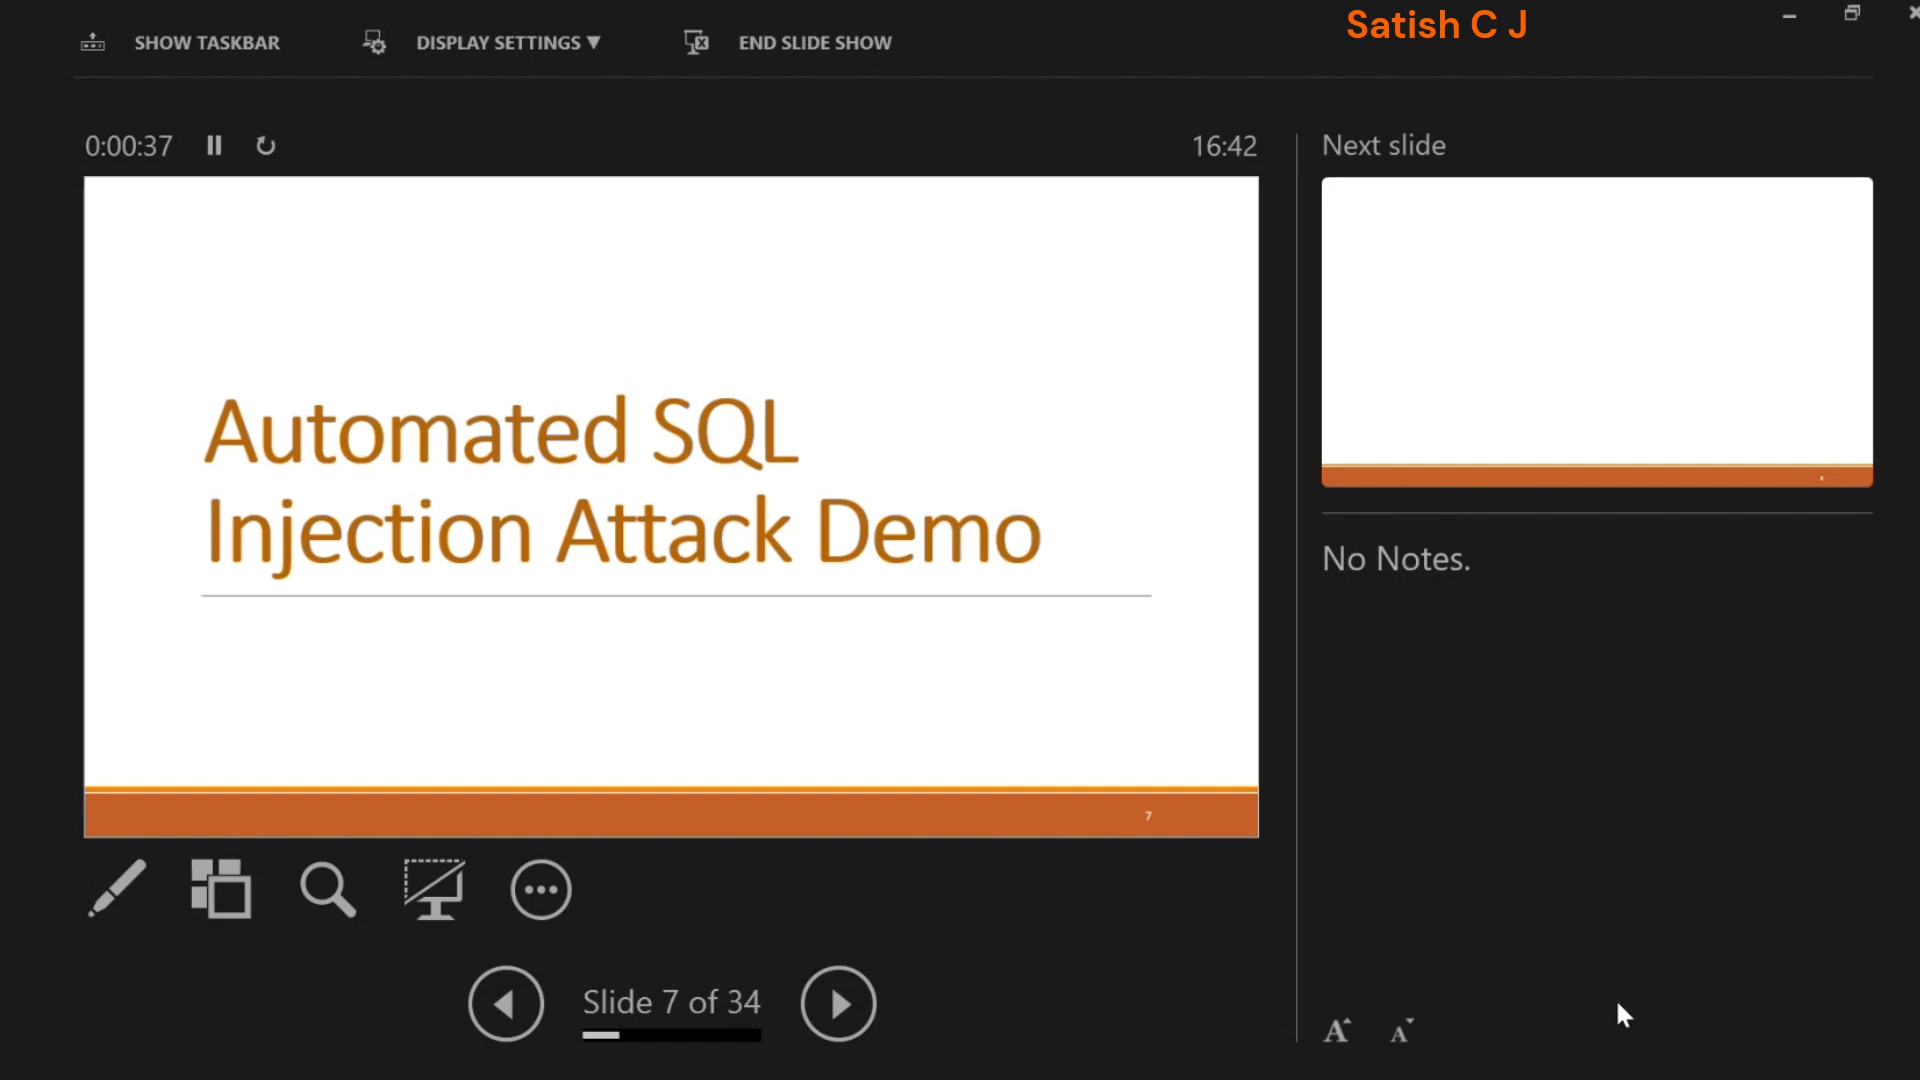 Satish C J
SHOW TASKBAR
DISPLAY SETTINGS ▼
END SLIDE SHOW
0:00:37
16:42
Next slide
Automated SQL
Injection Attack Demo
7
No Notes.
Slide 7 of 34
A
A